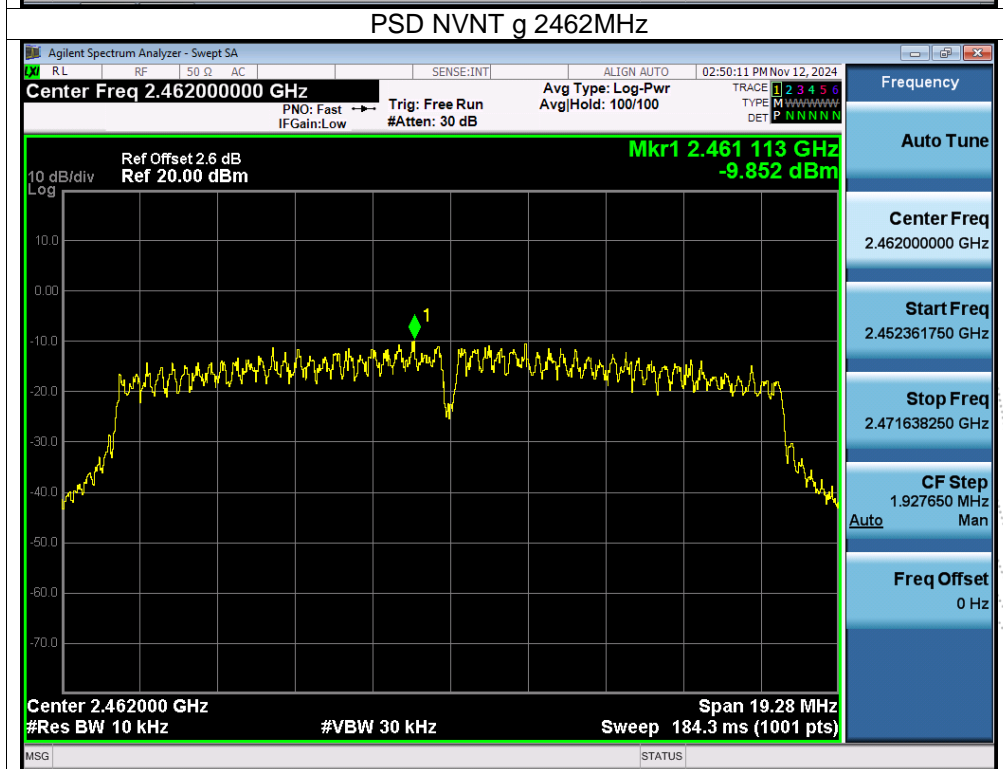 PSD NVNT g 2462MHz
Agilent Spectrum Analyzer - Swept SA
LXI RL RF 50 Ω AC SENSE:INT ALIGN AUTO 02:50:11 PM Nov 12, 2024
Center Freq 2.462000000 GHz
PNO: Fast
IFGain:Low
Trig: Free Run
#Atten: 30 dB
Avg Type: Log-Pwr
Avg|Hold: 100/100
TRACE 1 2 3 4 5 6
TYPE M WWWWW
DET P N N N N N
Mkr1 2.461 113 GHz
-9.852 dBm
Ref Offset 2.6 dB
10 dB/div Ref 20.00 dBm
Log
10.0
0.00
1
-10.0
-20.0
-30.0
-40.0
-50.0
-60.0
-70.0
Center 2.462000 GHz Span 19.28 MHz
#Res BW 10 kHz #VBW 30 kHz Sweep 184.3 ms (1001 pts)
MSG STATUS
Frequency
Auto Tune
Center Freq
2.462000000 GHz
Start Freq
2.452361750 GHz
Stop Freq
2.471638250 GHz
CF Step
1.927650 MHz
Auto Man
Freq Offset
0 Hz